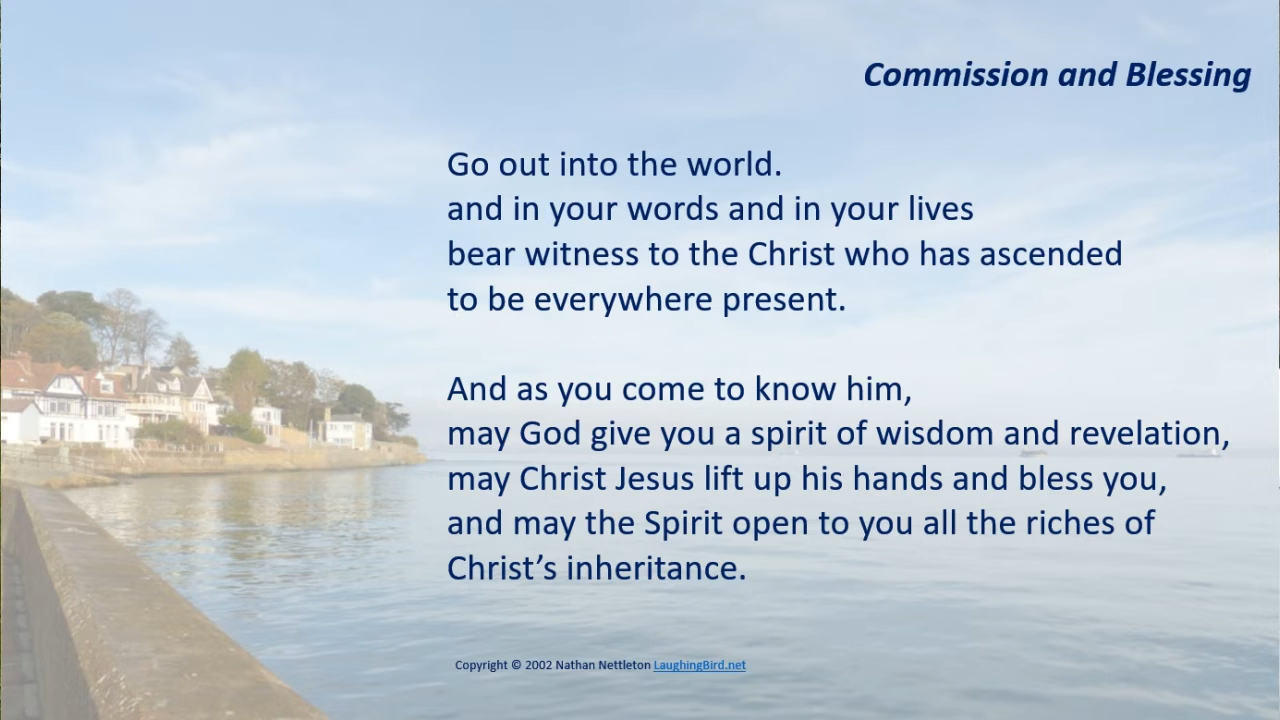 Commission and Blessing
Go out into the world.
and in your words and in your lives
bear witness to the Christ who has ascended
to be everywhere present.
And as you come to know him,
may God give you a spirit of wisdom and revelation,
may Christ Jesus lift up his hands and bless you,
and may the Spirit open to you all the riches of
Christ’s inheritance.
Copyright © 2002 Nathan Nettleton LaughingBird.net